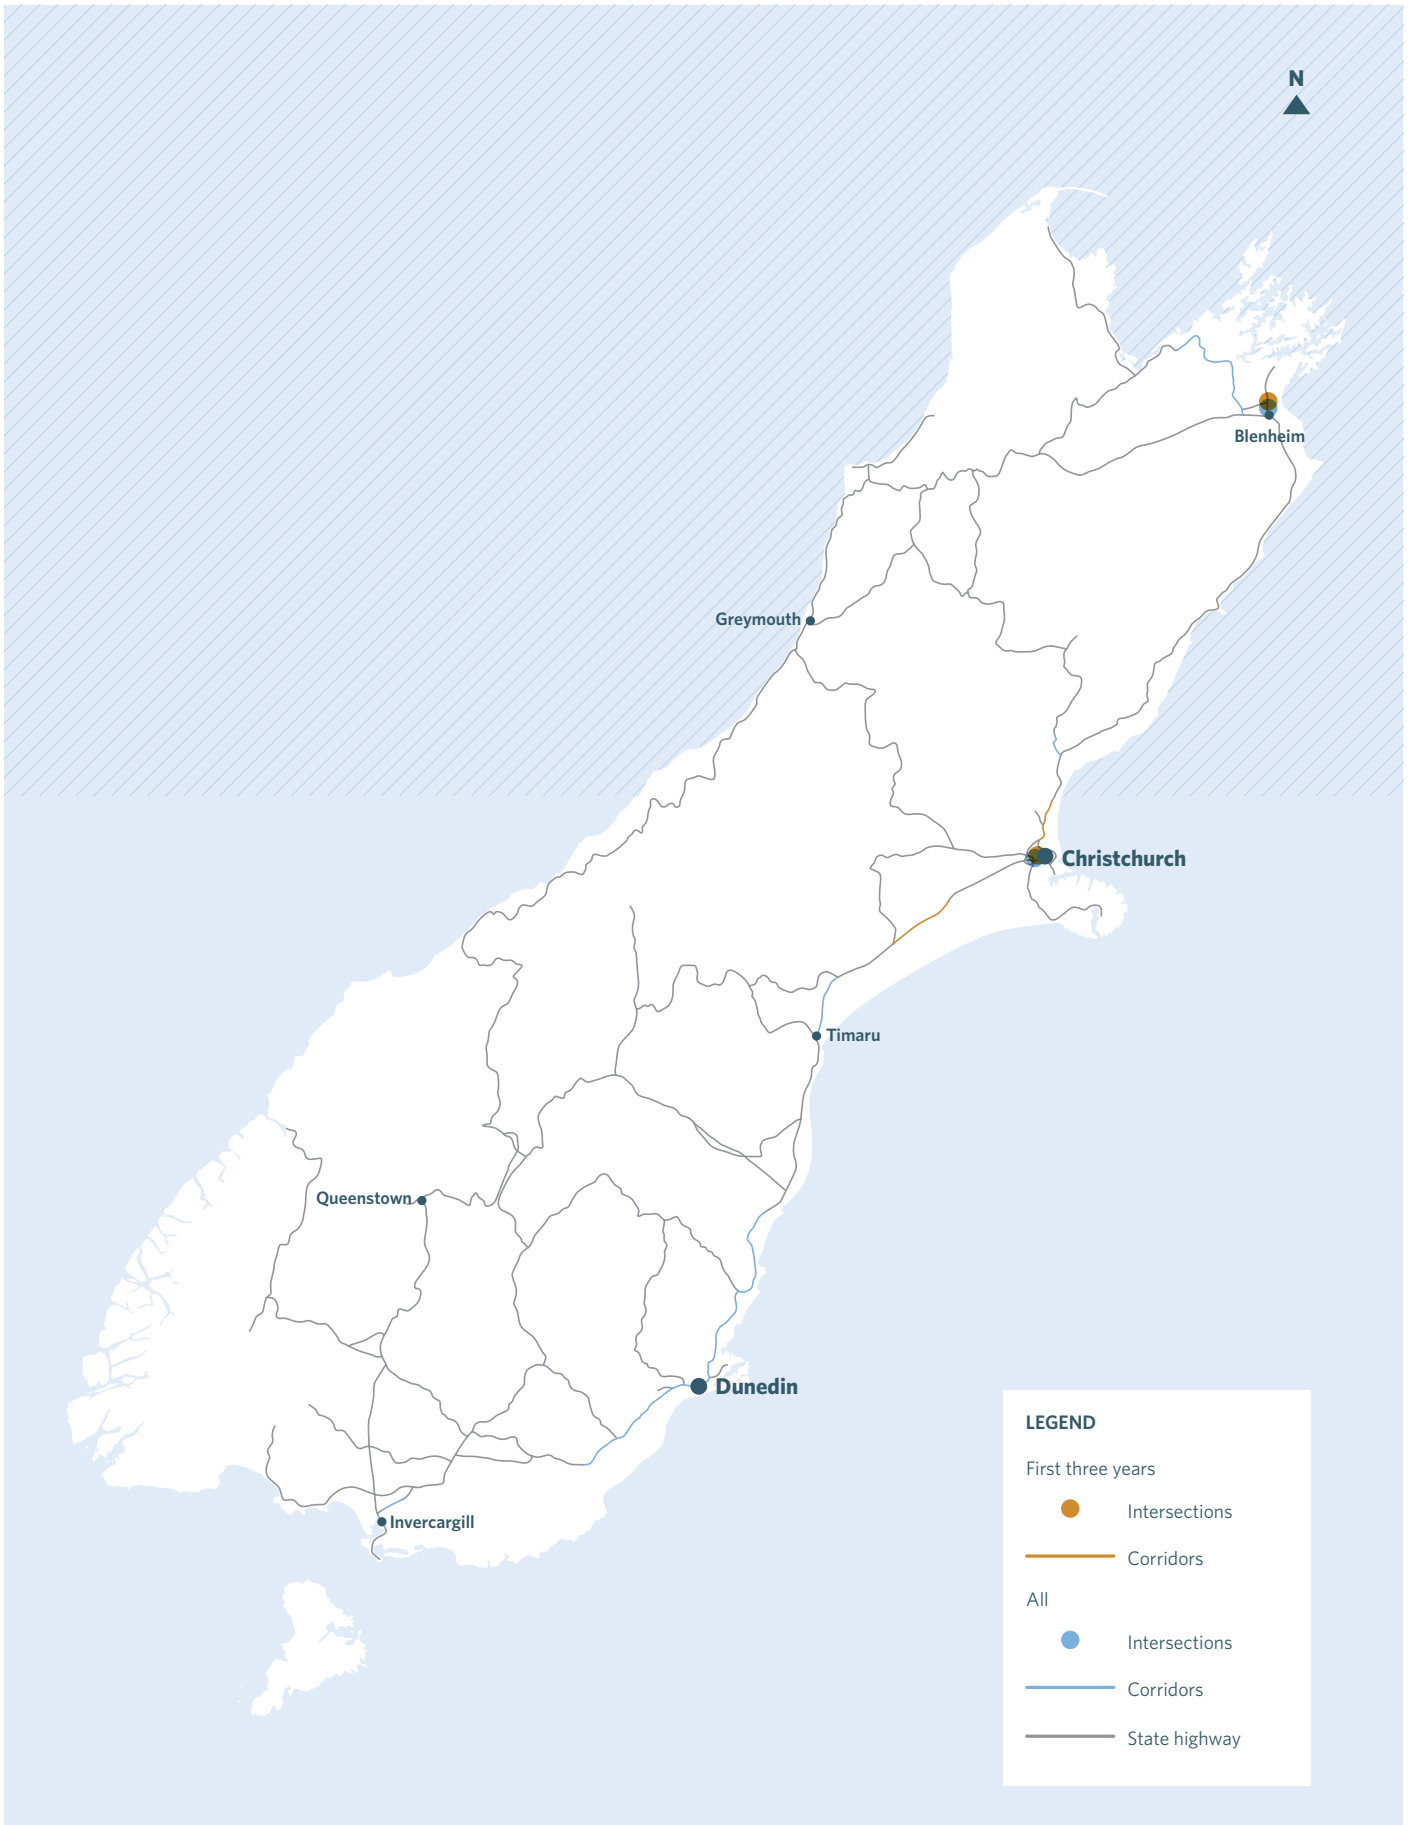 N
Blenheim
Greymouth
Christchurch
Timaru
Queenstown
Dunedin
Invercargill
LEGEND
First three years
Intersections
Corridors
All
Intersections
Corridors
State highway